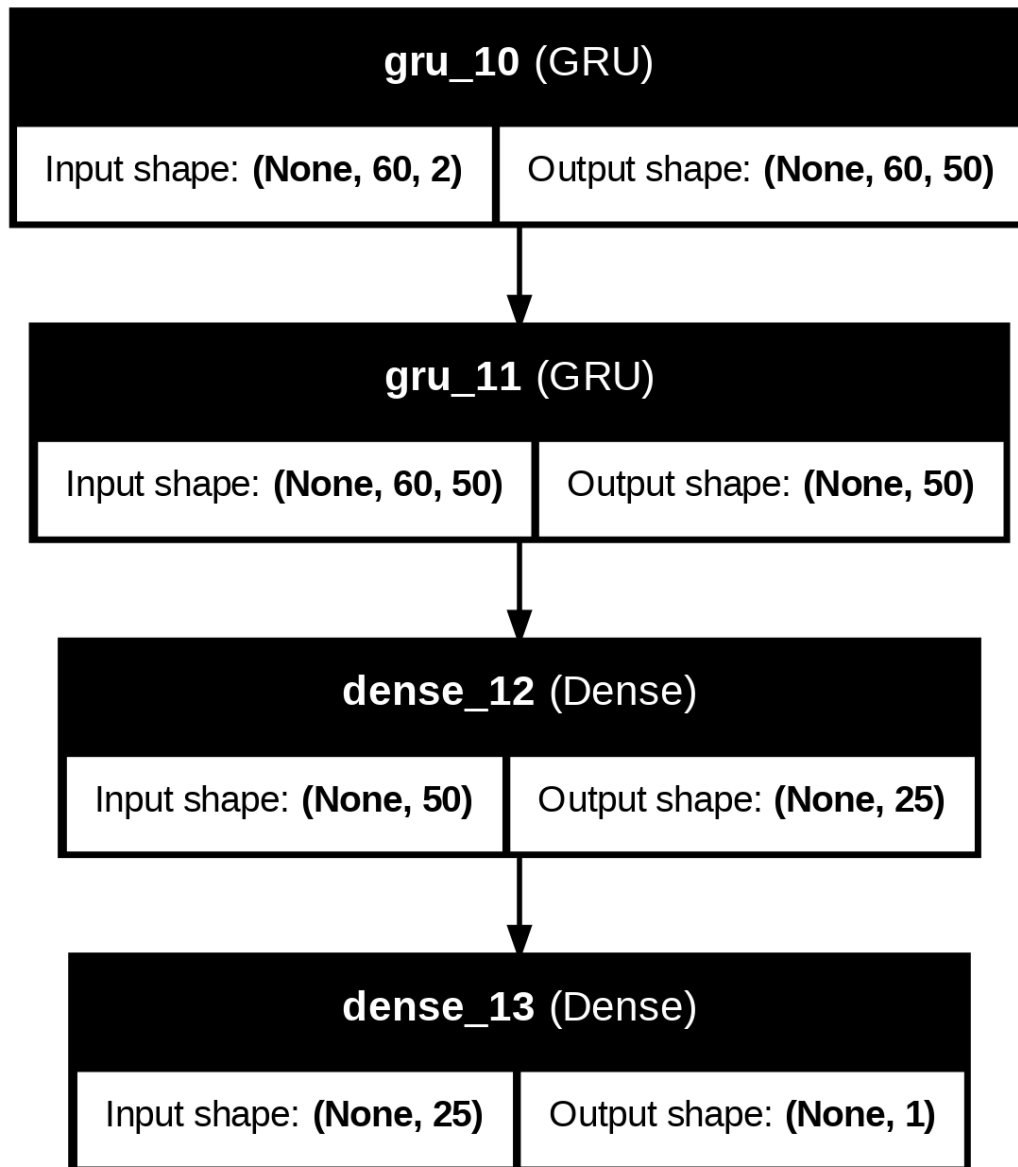 gru_10 (GRU)
Input shape: (None, 60, 2) Output shape: (None, 60, 50)
gru_11 (GRU)
Input shape: (None, 60, 50) Output shape: (None, 50)
dense_12 (Dense)
Input shape: (None, 50) Output shape: (None, 25)
dense_13 (Dense)
Input shape: (None, 25) Output shape: (None, 1)